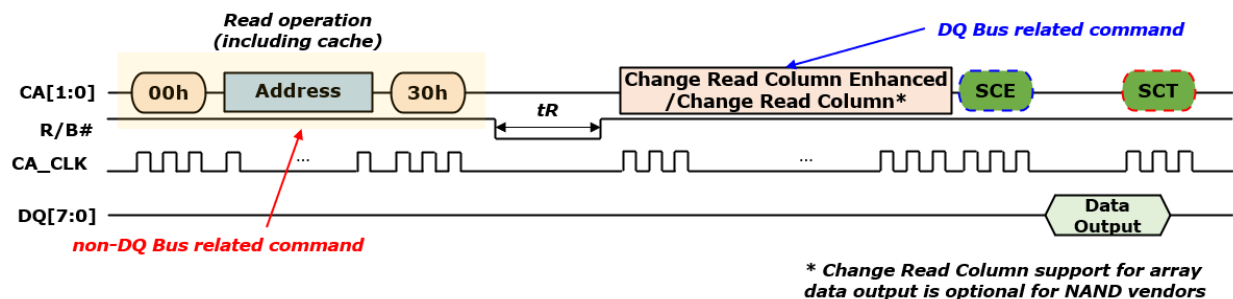 Read operation
(including cache)
DQ Bus related command
CA[1:0]
00h
Address
30h
Change Read Column Enhanced
/Change Read Column*
SCE
SCT
R/B#
tR
CA_CLK
...
...
DQ[7:0]
Data
Output
non-DQ Bus related command
* Change Read Column support for array
data output is optional for NAND vendors